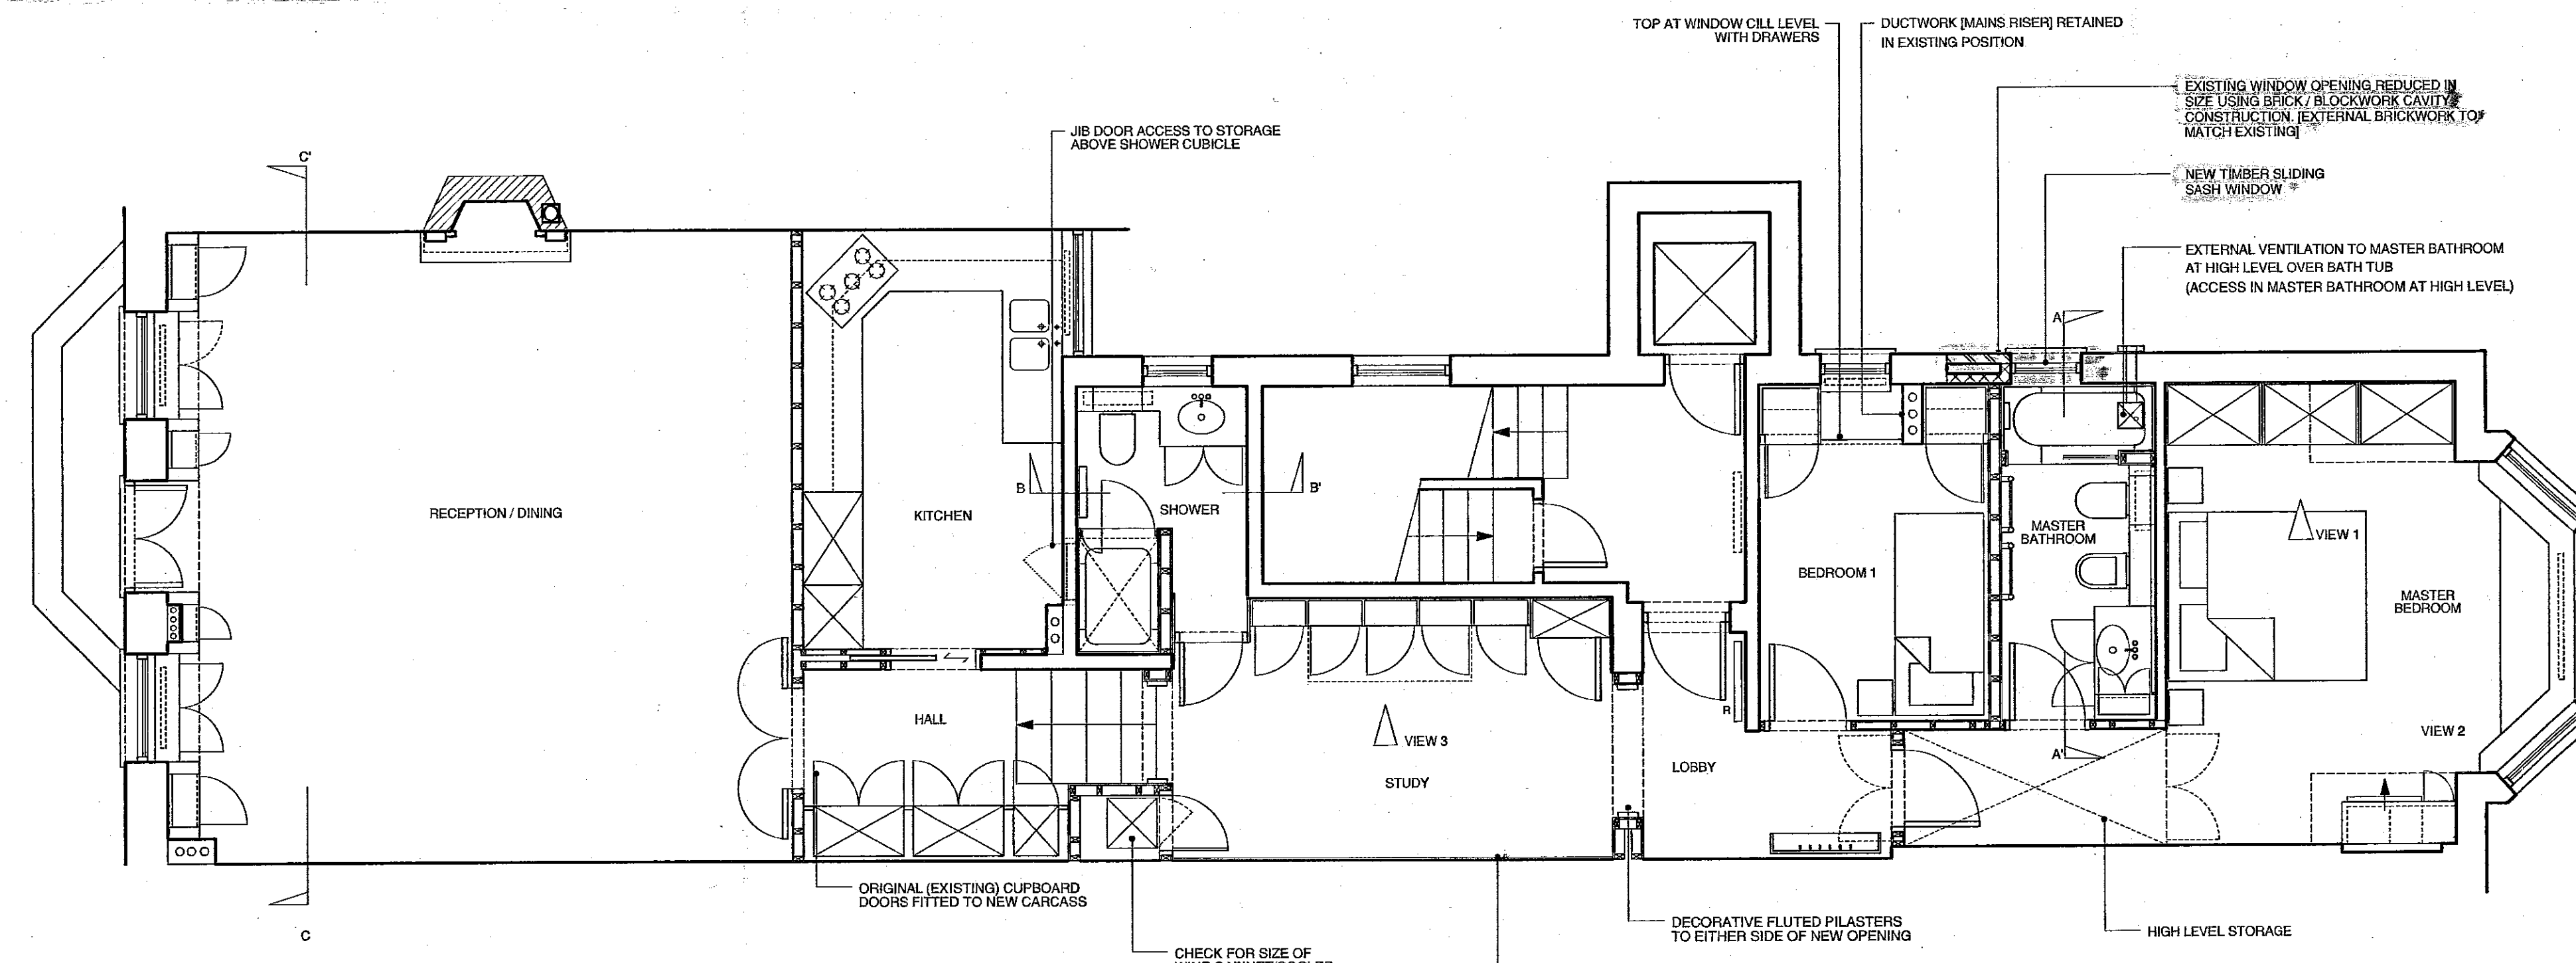 TOP AT WINDOW CILL LEVEL
WITH DRAWERS
DUCTWORK [MAINS RISER] RETAINED
IN EXISTING POSITION
EXISTING WINDOW OPENING REDUCED IN
SIZE USING BRICK / BLOCKWORK CAVITY
CONSTRUCTION. [EXTERNAL BRICKWORK TO
MATCH EXISTING]
JIB DOOR ACCESS TO STORAGE
ABOVE SHOWER CUBICLE
NEW TIMBER SLIDING
SASH WINDOW
EXTERNAL VENTILATION TO MASTER BATHROOM
AT HIGH LEVEL OVER BATH TUB
(ACCESS IN MASTER BATHROOM AT HIGH LEVEL)
C'
A
B
B'
RECEPTION / DINING
KITCHEN
SHOWER
BEDROOM 1
MASTER
BATHROOM
VIEW 1
MASTER
BEDROOM
VIEW 2
HALL
R
VIEW 3
STUDY
LOBBY
A'
ORIGINAL (EXISTING) CUPBOARD
DOORS FITTED TO NEW CARCASS
DECORATIVE FLUTED PILASTERS
TO EITHER SIDE OF NEW OPENING
HIGH LEVEL STORAGE
C
CHECK FOR SIZE OF